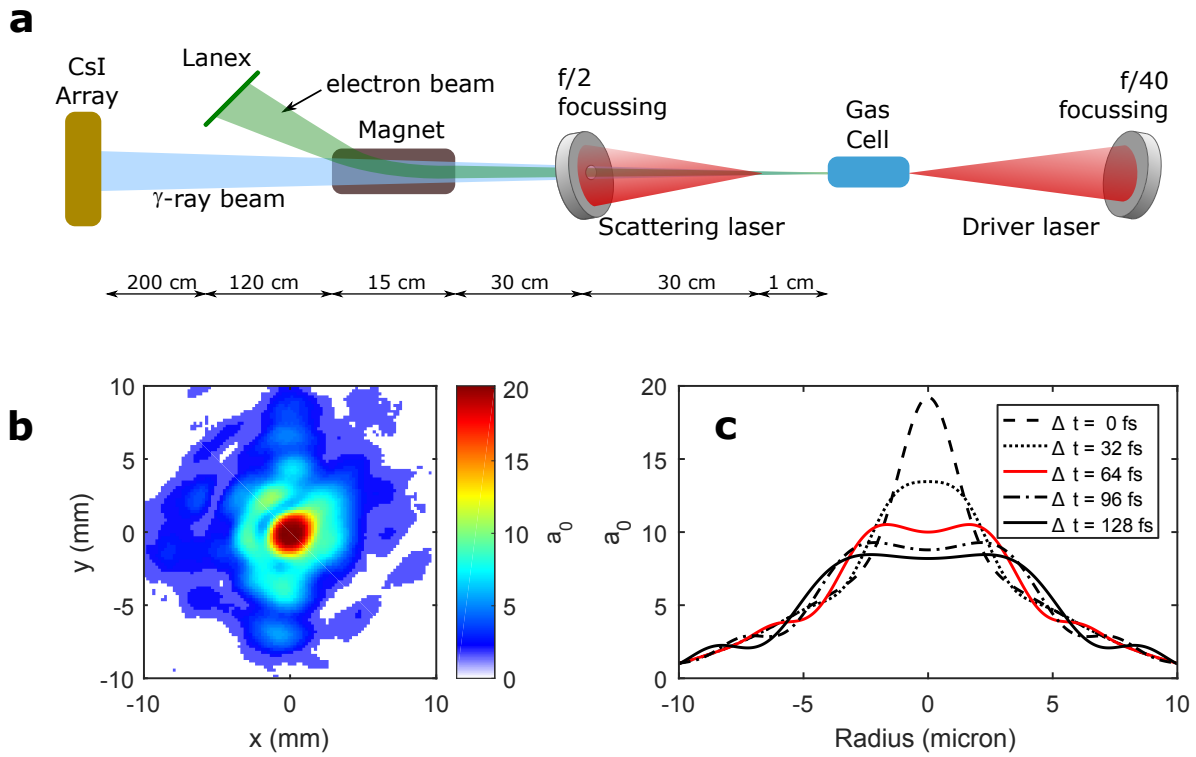 a
CsI
Array
Lanex
electron beam
Magnet
f/2
focussing
Gas
Cell
f/40
focussing
γ-ray beam
Scattering laser
Driver laser
200 cm
120 cm
15 cm
30 cm
30 cm
1 cm
b
10
5
0
-5
-10
y (mm)
-10
0
10
x (mm)
20
15
10
5
0
a0
c
20
15
10
5
0
a0
-10
-5
0
5
10
Radius (micron)
Δ t = 0 fs
Δ t = 32 fs
Δ t = 64 fs
Δ t = 96 fs
Δ t = 128 fs